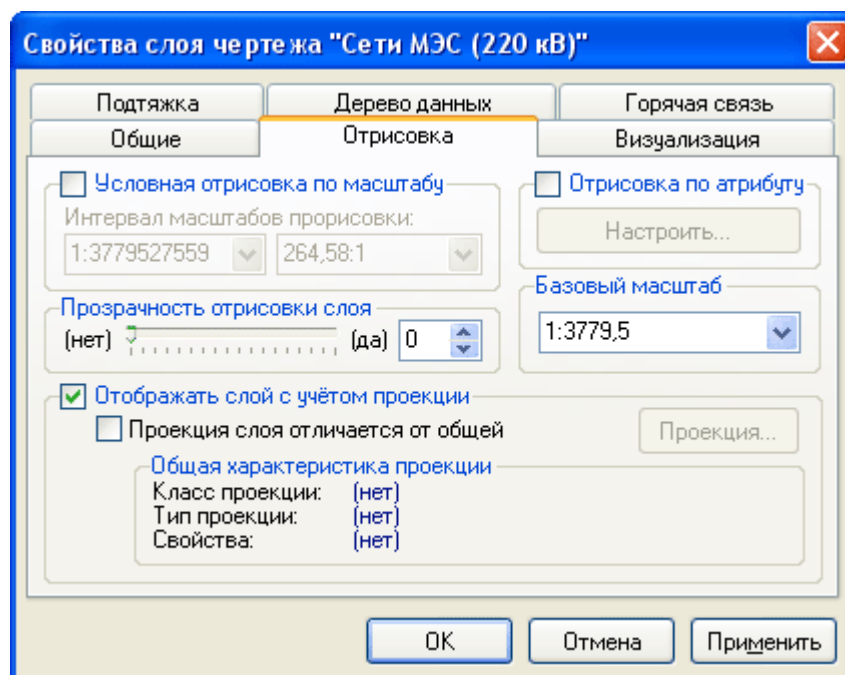 Свойства слоя чертежа "Сети МЭС (220 кВ)"
Подтяжка Дерево данных Горячая связь
Общие Отрисовка Визуализация
Условная отрисовка по масштабу
Интервал масштабов прорисовки:
1:3779527559 264,58:1
Отрисовка по атрибуту
Настроить...
Прозрачность отрисовки слоя
(нет) (да) 0
Базовый масштаб
1:3779,5
Отображать слой с учётом проекции
Проекция слоя отличается от общей Проекция...
Общая характеристика проекции
Класс проекции: (нет)
Тип проекции: (нет)
Свойства: (нет)
OK Отмена Применить